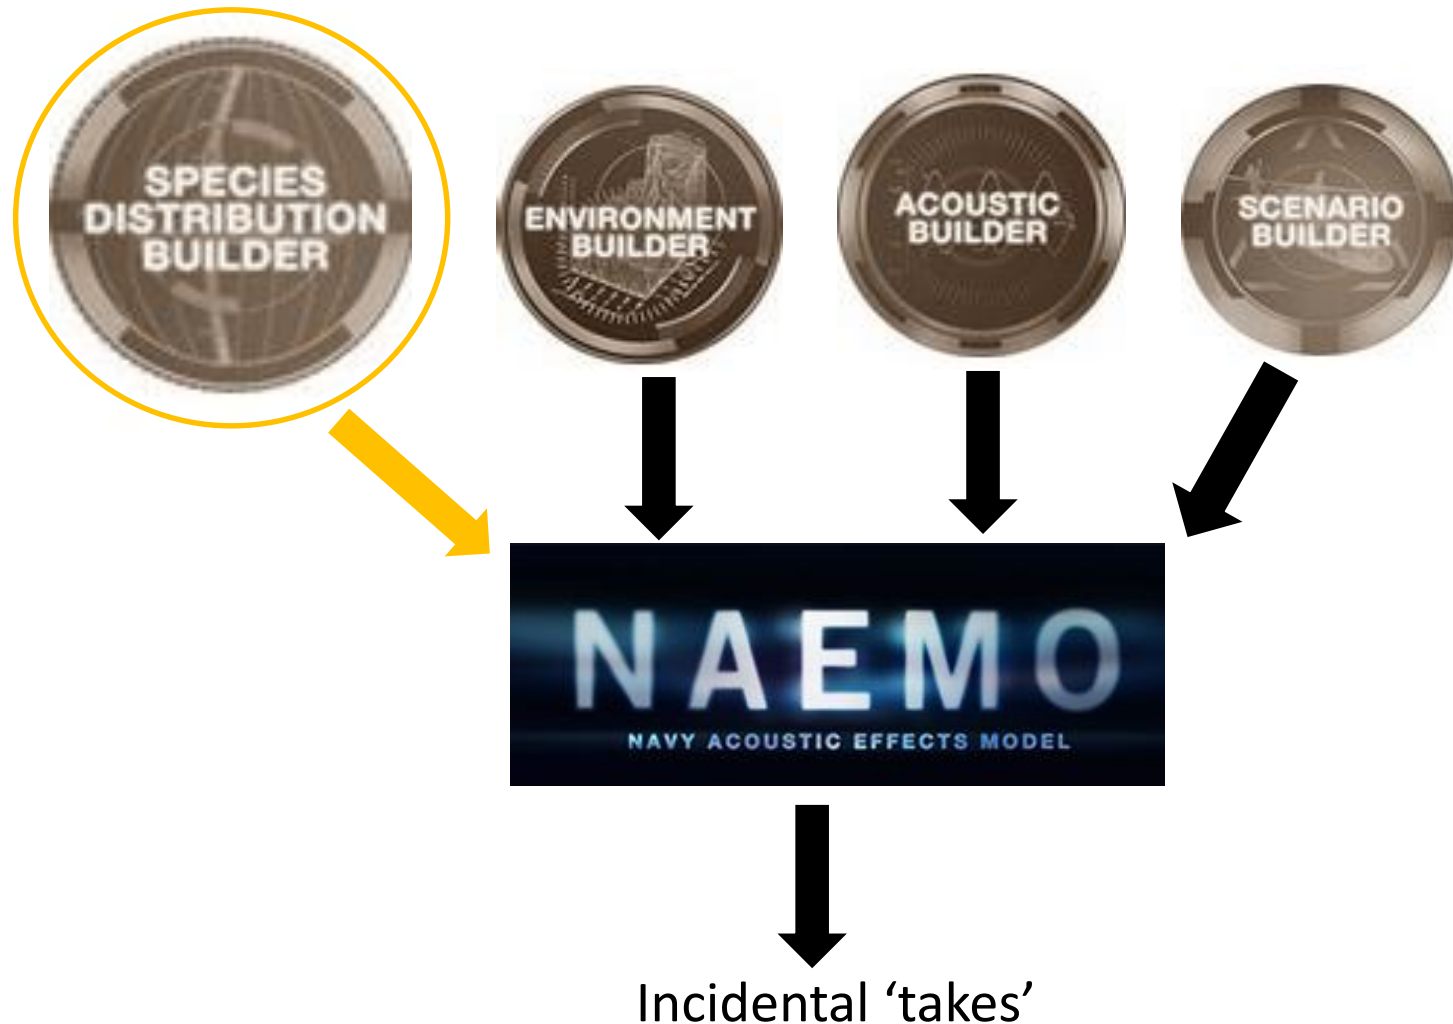 SPECIES
DISTRIBUTION
BUILDER
ENVIRONMENT
BUILDER
ACOUSTIC
BUILDER
SCENARIO
BUILDER
NAEMO
NAVY ACOUSTIC EFFECTS MODEL
Incidental ‘takes’